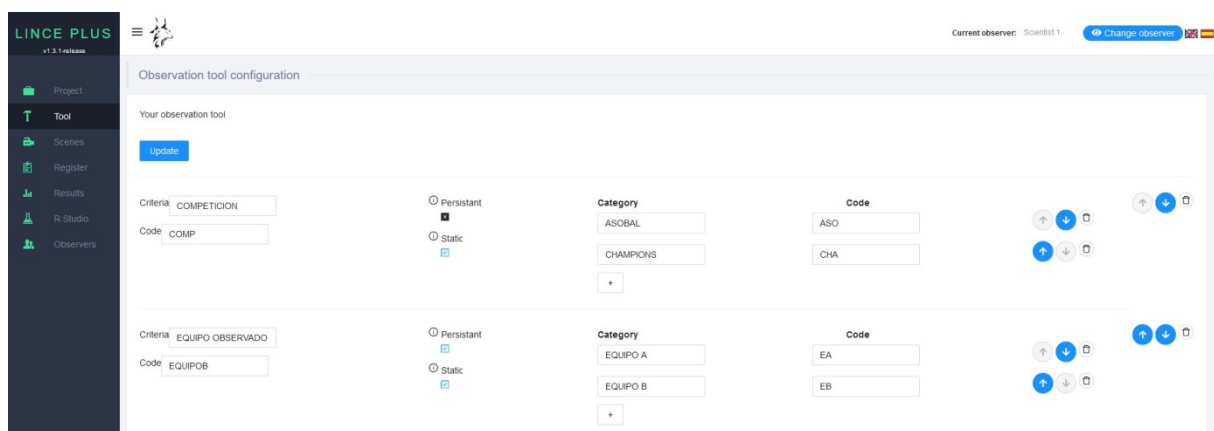 LINCE PLUS
v1.3.1-release
Current observer: Scientist 1
Change observer
Project
Tool
Scenes
Register
Results
R Studio
Observers
Observation tool configuration
Your observation tool
Update
Criteria COMPETICION
Code COMP
Persistant
Static
Category Code
ASOBAL ASO
CHAMPIONS CHA
+
Criteria EQUIPO OBSERVADO
Code EQUIPOB
Persistant
Static
Category Code
EQUIPO A EA
EQUIPO B EB
+